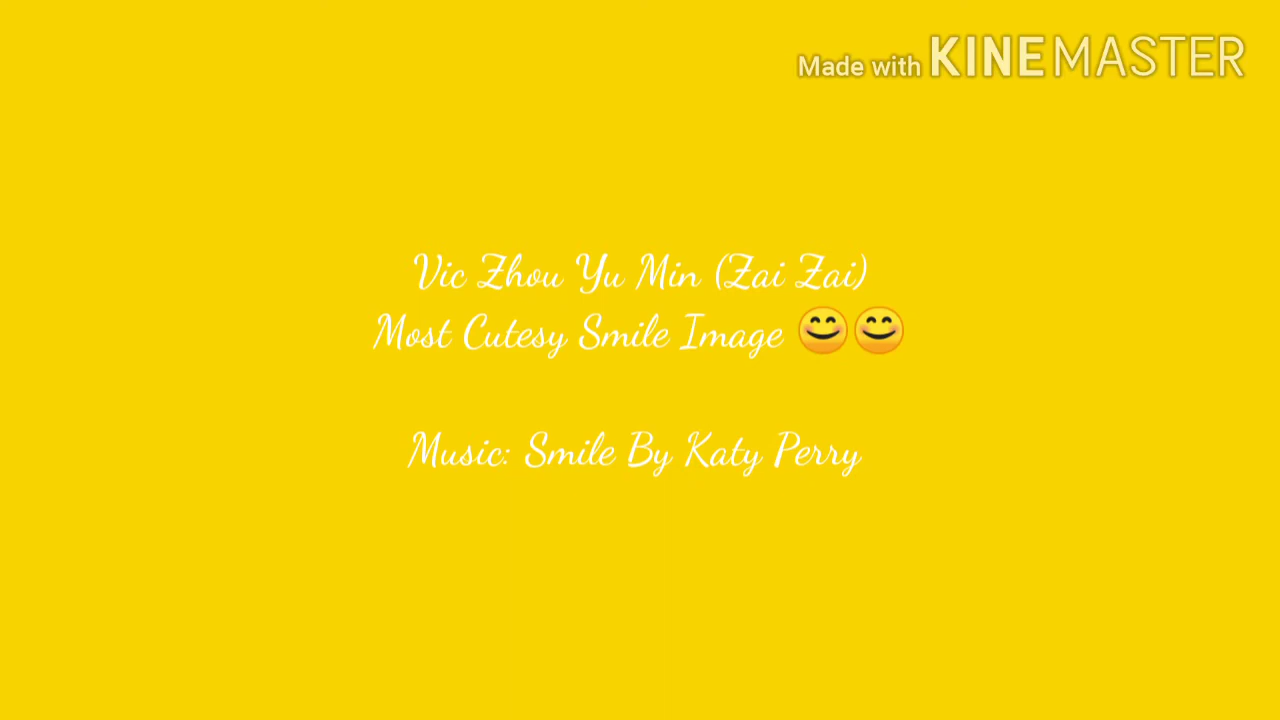 Made with KINEMASTER
Vic Zhou Yu Min (Zai Zai)
Most Cutesy Smile Image 😊😊
Music: Smile By Katy Perry